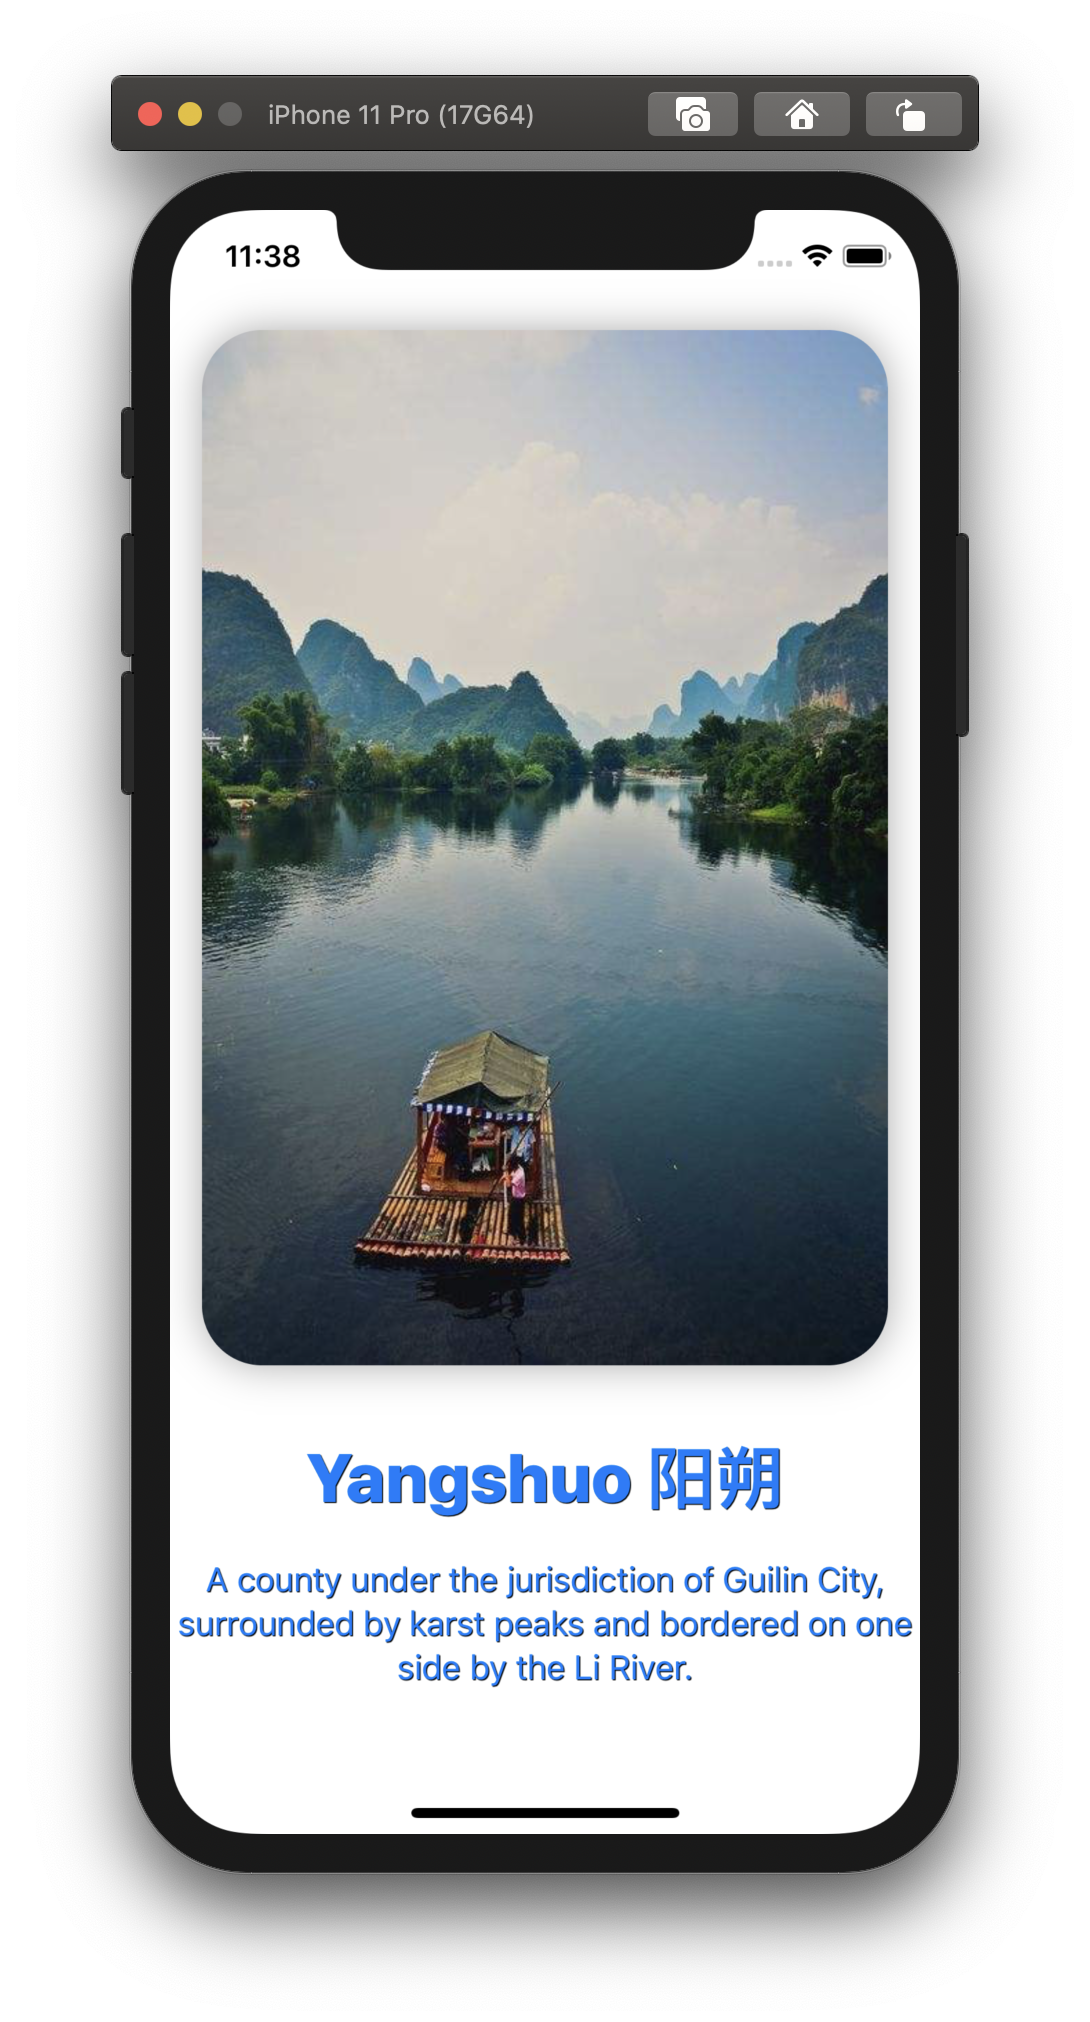 iPhone 11 Pro (17G64)
11:38
Yangshuo 阳朔
A county under the jurisdiction of Guilin City,
surrounded by karst peaks and bordered on one
side by the Li River.